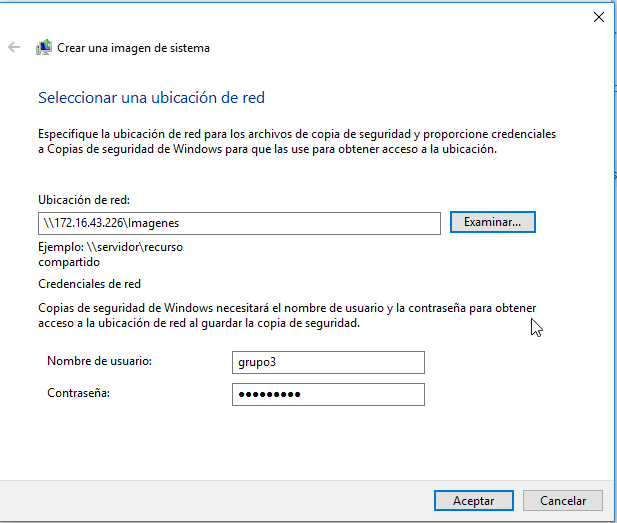 Crear una imagen de sistema
Seleccionar una ubicación de red
Especifique la ubicación de red para los archivos de copia de seguridad y proporcione credenciales
a Copias de seguridad de Windows para que las use para obtener acceso a la ubicación.
Ubicación de red:
\\172.16.43.226\Imagenes
Examinar...
Ejemplo: \\servidor\recurso
compartido
Credenciales de red
Copias de seguridad de Windows necesitará el nombre de usuario y la contraseña para obtener
acceso a la ubicación de red al guardar la copia de seguridad.
Nombre de usuario:
grupo3
Contraseña:
●●●●●●●●●
Aceptar
Cancelar